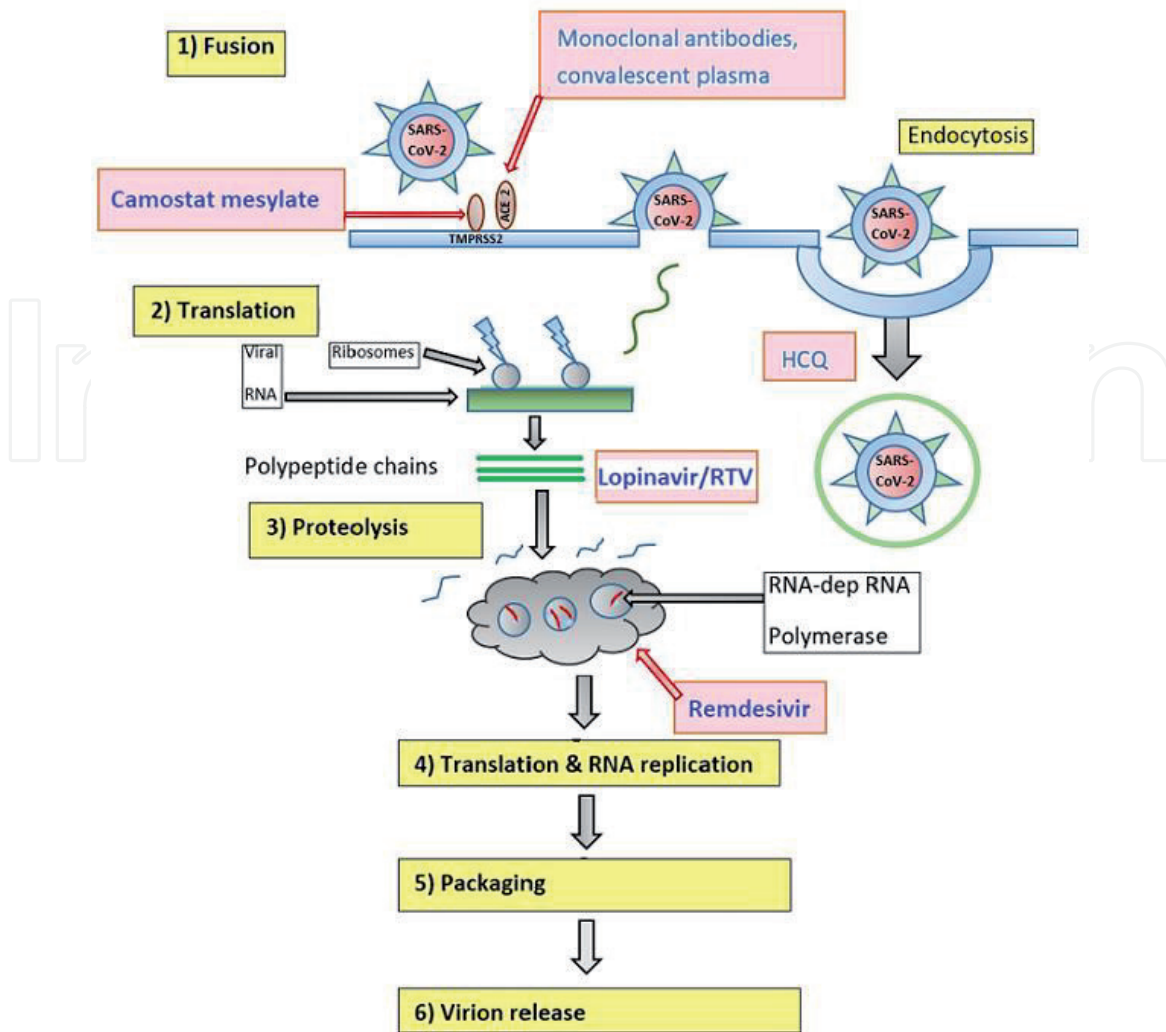 1) Fusion
Monoclonal antibodies,
convalescent plasma
SARS-
CoV-2
Endocytosis
Camostat mesylate
ACE 2
TMPRSS2
SARS-
CoV-2
SARS-
CoV-2
2) Translation
Viral
RNA
Ribosomes
HCQ
SARS-
CoV-2
Polypeptide chains
Lopinavir/RTV
3) Proteolysis
RNA-dep RNA
Polymerase
Remdesivir
4) Translation & RNA replication
5) Packaging
6) Virion release